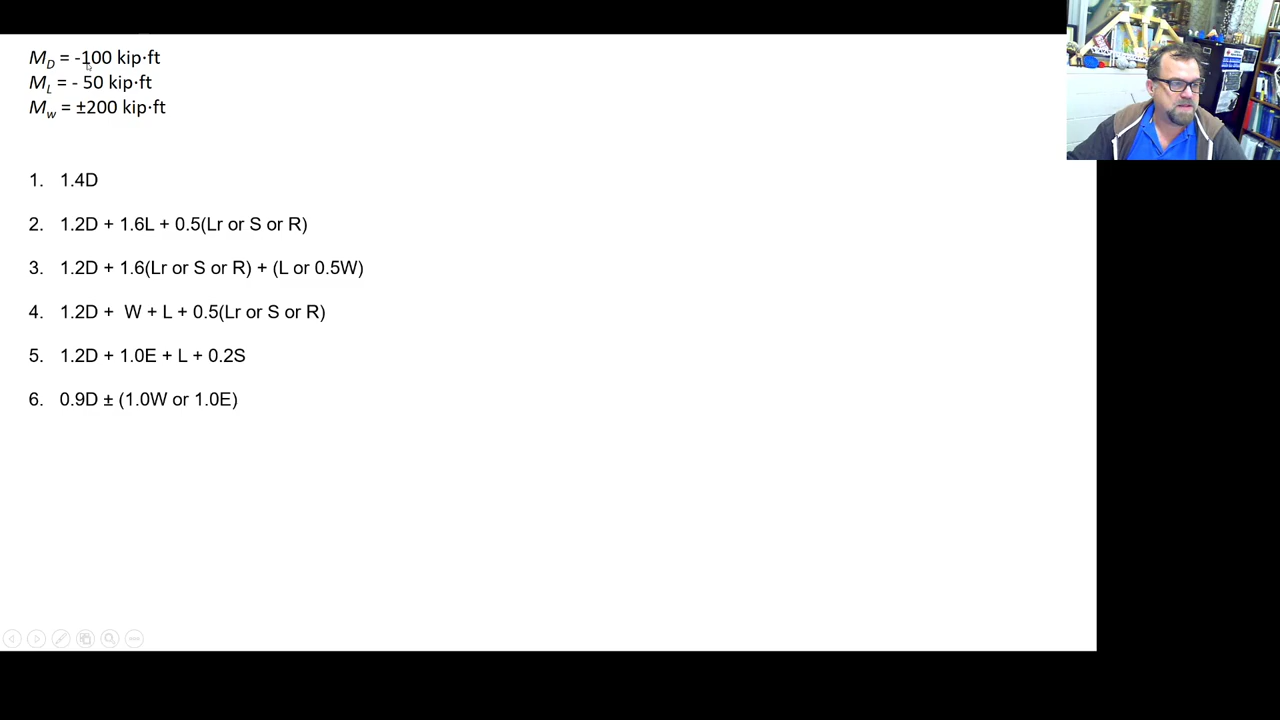 M_D = -100 kip·ft
M_L = - 50 kip·ft
M_w = ±200 kip·ft
1. 1.4D
2. 1.2D + 1.6L + 0.5(Lr or S or R)
3. 1.2D + 1.6(Lr or S or R) + (L or 0.5W)
4. 1.2D +  W + L + 0.5(Lr or S or R)
5. 1.2D + 1.0E + L + 0.2S
6. 0.9D ± (1.0W or 1.0E)